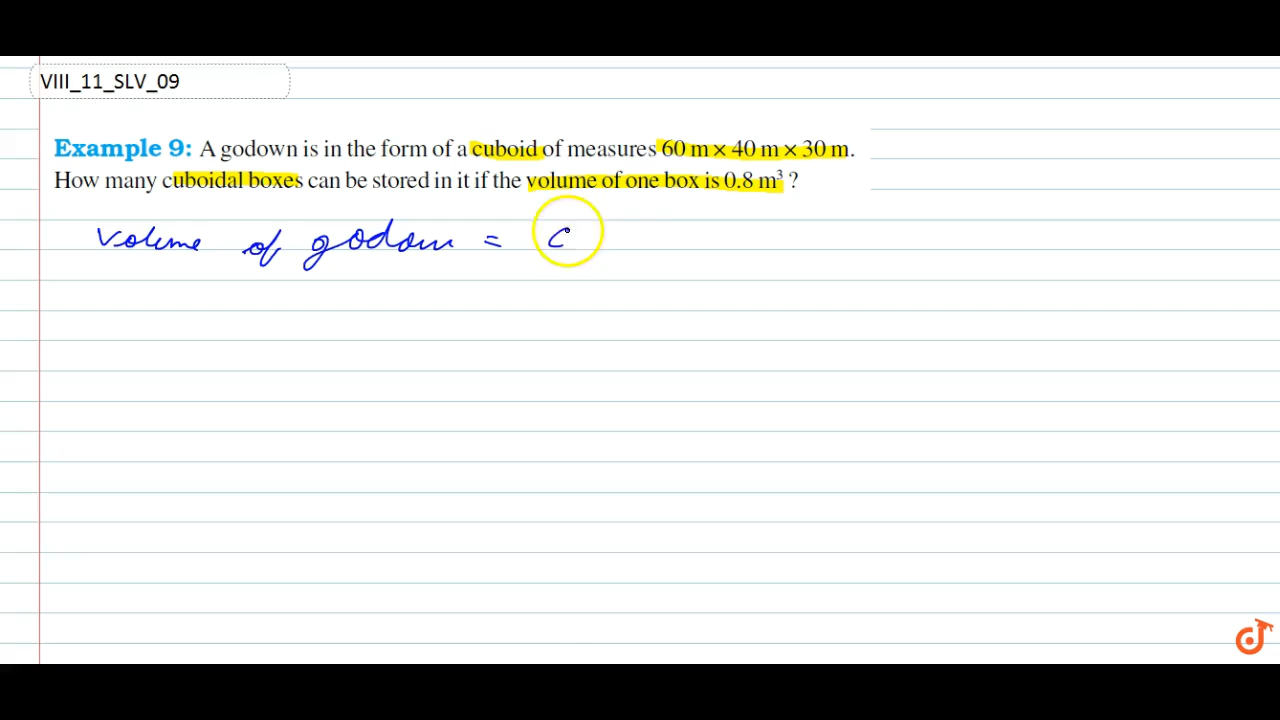 VIII_11_SLV_09
Example 9: A godown is in the form of a cuboid of measures 60 m × 40 m × 30 m.
How many cuboidal boxes can be stored in it if the volume of one box is 0.8 m³ ?
Volume of godown =